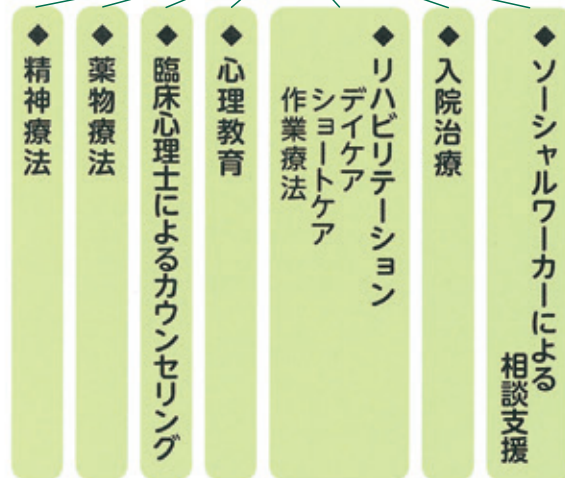 ◆ソーシャルワーカーによる
相談支援
◆入院治療
◆リハビリテーション
デイケア
ショートケア
作業療法
◆心理教育
◆臨床心理士によるカウンセリング
◆薬物療法
◆精神療法